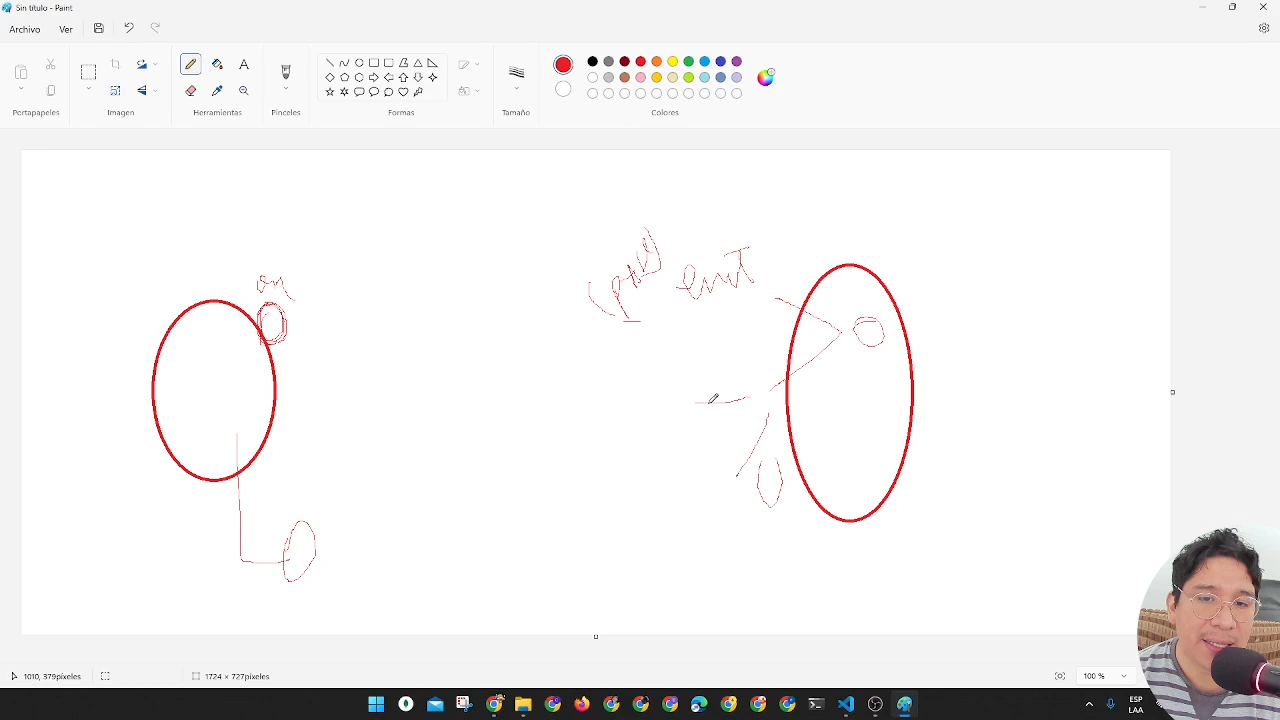 Sin título - Paint
Archivo Ver
Portapapeles Imagen Herramientas Pinceles Formas Tamaño Colores
on
emit
1010, 379píxeles 1724 × 727píxeles 100 %
ESP
LAA